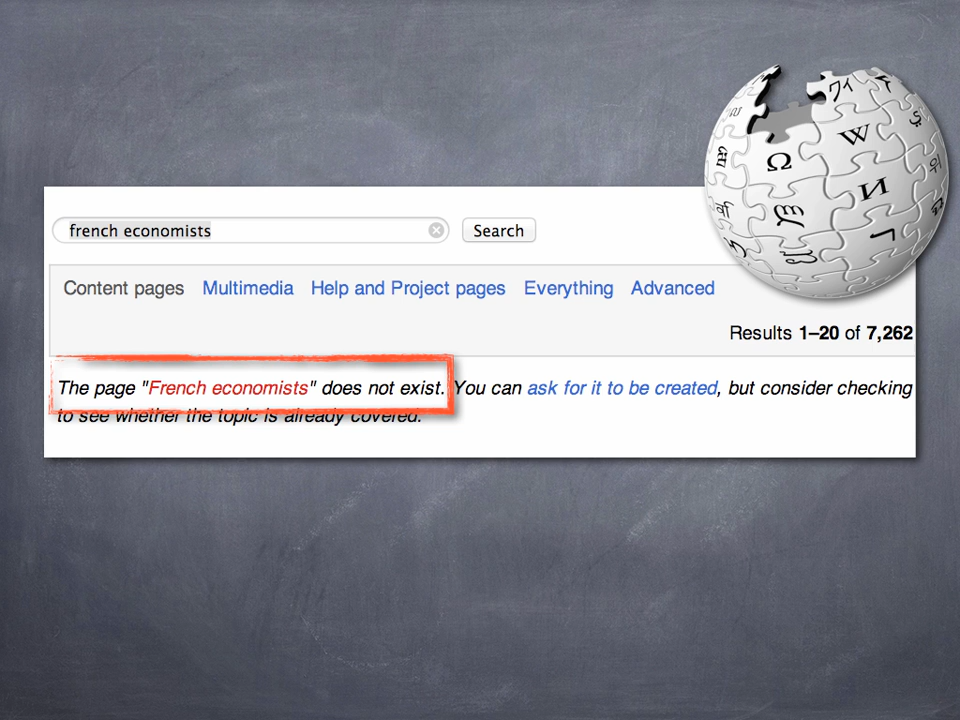 french economists
Search
Content pages Multimedia Help and Project pages Everything Advanced
Results 1–20 of 7,262
The page "French economists" does not exist. You can ask for it to be created, but consider checking
to see whether the topic is already covered.
Ω W И